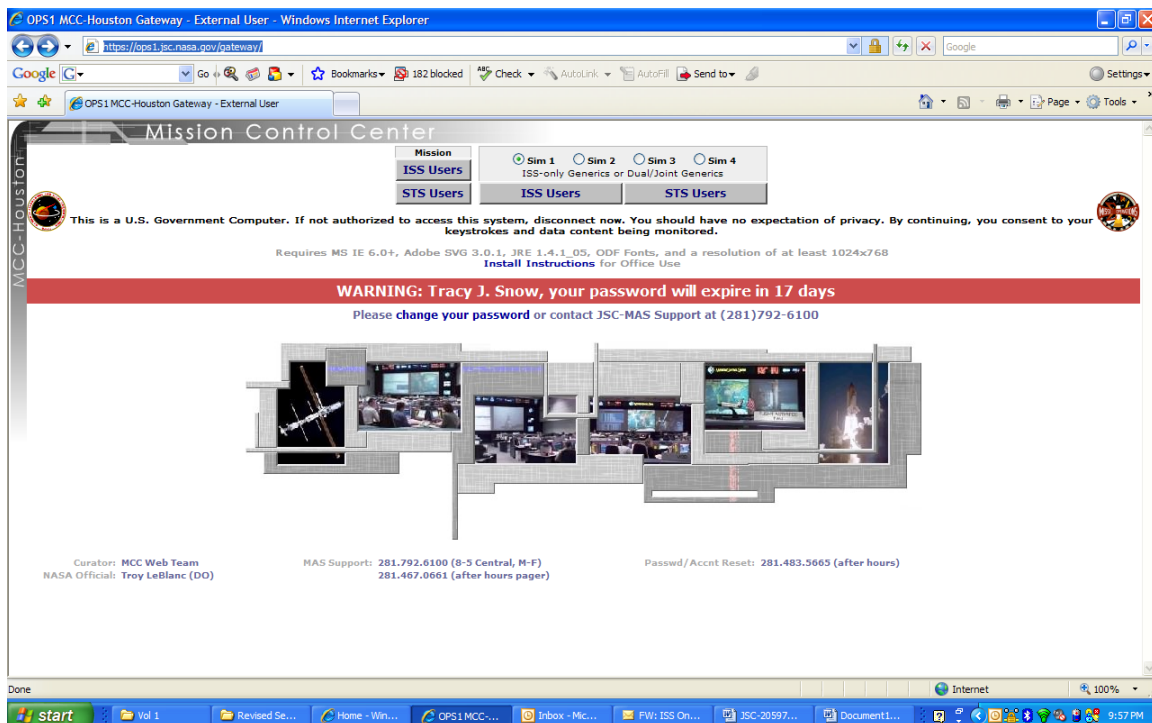 OPS1 MCC-Houston Gateway - External User - Windows Internet Explorer
https://ops1.jsc.nasa.gov/gateway/
Google
Google
Go
Bookmarks
182 blocked
Check
AutoLink
AutoFill
Send to
Settings
OPS1 MCC-Houston Gateway - External User
Page
Tools
Mission Control Center
MCC-Houston
Mission
ISS Users
STS Users
Sim 1 Sim 2 Sim 3 Sim 4
ISS-only Generics or Dual/Joint Generics
ISS Users STS Users
This is a U.S. Government Computer. If not authorized to access this system, disconnect now. You should have no expectation of privacy. By continuing, you consent to your
keystrokes and data content being monitored.
Requires MS IE 6.0+, Adobe SVG 3.0.1, JRE 1.4.1_05, ODF Fonts, and a resolution of at least 1024x768
Install Instructions for Office Use
WARNING: Tracy J. Snow, your password will expire in 17 days
Please change your password or contact JSC-MAS Support at (281)792-6100
Curator: MCC Web Team
NASA Official: Troy LeBlanc (DO)
MAS Support: 281.792.6100 (8-5 Central, M-F)
281.467.0661 (after hours pager)
Passwd/Accnt Reset: 281.483.5665 (after hours)
Done
Internet
100%
start
Vol 1
Revised Se...
Home - Win...
OPS1 MCC-...
Inbox - Mic...
FW: ISS On...
JSC-20597...
Document1...
9:57 PM